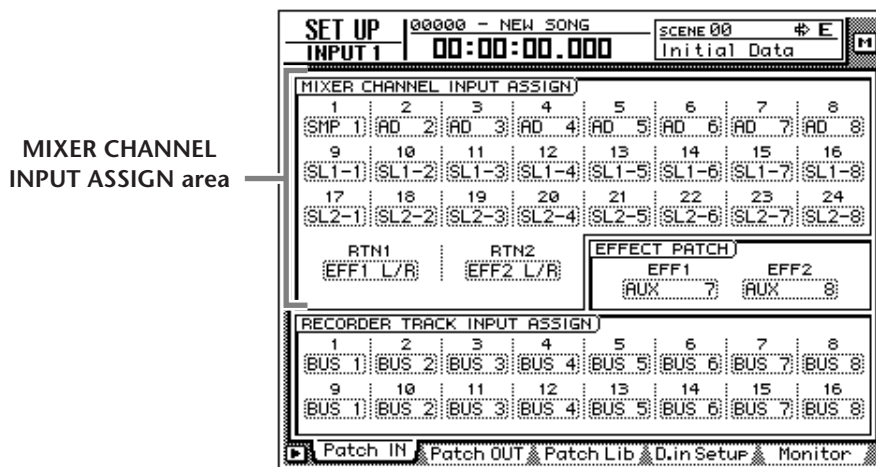 SET UP 00000 - NEW SONG SCENE 00 E M
INPUT 1 00:00:00.000 Initial Data
MIXER CHANNEL INPUT ASSIGN
1 2 3 4 5 6 7 8
SMP 1 AD 2 AD 3 AD 4 AD 5 AD 6 AD 7 AD 8
9 10 11 12 13 14 15 16
SL1-1 SL1-2 SL1-3 SL1-4 SL1-5 SL1-6 SL1-7 SL1-8
17 18 19 20 21 22 23 24
SL2-1 SL2-2 SL2-3 SL2-4 SL2-5 SL2-6 SL2-7 SL2-8
MIXER CHANNEL
INPUT ASSIGN area
RTN1 RTN2
EFF1 L/R EFF2 L/R
EFFECT PATCH
EFF1 EFF2
AUX 7 AUX 8
RECORDER TRACK INPUT ASSIGN
1 2 3 4 5 6 7 8
BUS 1 BUS 2 BUS 3 BUS 4 BUS 5 BUS 6 BUS 7 BUS 8
9 10 11 12 13 14 15 16
BUS 1 BUS 2 BUS 3 BUS 4 BUS 5 BUS 6 BUS 7 BUS 8
Patch IN Patch OUT Patch Lib D.in Setup Monitor